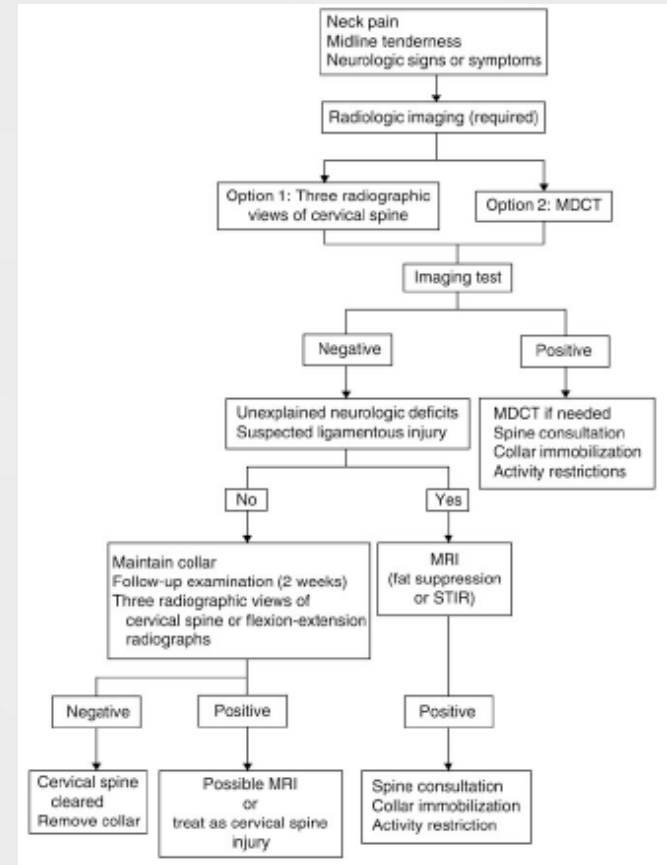 Neck pain
Midline tenderness
Neurologic signs or symptoms
Radiologic imaging (required)
Option 1: Three radiographic
views of cervical spine
Option 2: MDCT
Imaging test
Negative
Positive
Unexplained neurologic deficits
Suspected ligamentous injury
MDCT if needed
Spine consultation
Collar immobilization
Activity restrictions
No
Yes
Maintain collar
Follow-up examination (2 weeks)
Three radiographic views of
cervical spine or flexion-extension
radiographs
MRI
(fat suppression
or STIR)
Negative
Positive
Positive
Cervical spine
cleared
Remove collar
Possible MRI
or
treat as cervical spine
injury
Spine consultation
Collar immobilization
Activity restriction